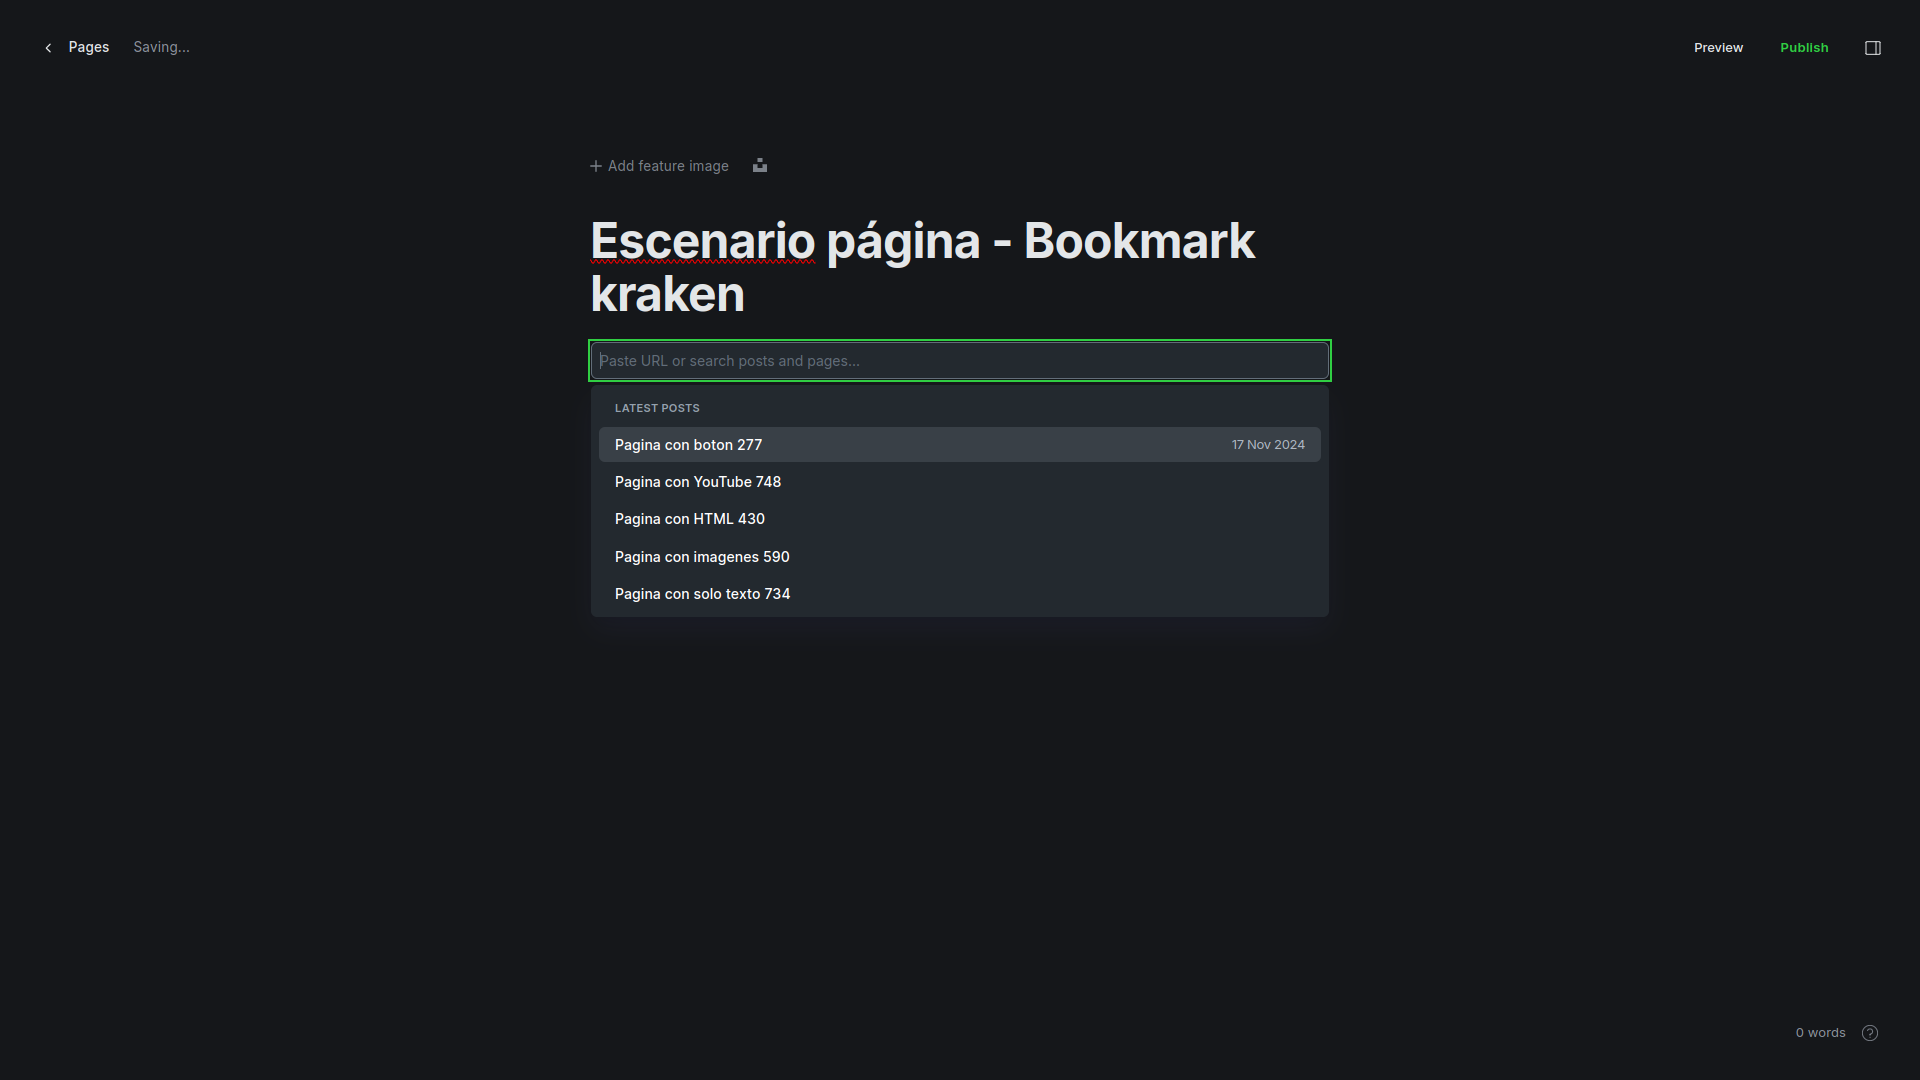 Pages Saving...
Preview Publish
Add feature image
Escenario página - Bookmark
kraken
Paste URL or search posts and pages...
LATEST POSTS
Pagina con boton 277 17 Nov 2024
Pagina con YouTube 748
Pagina con HTML 430
Pagina con imagenes 590
Pagina con solo texto 734
0 words